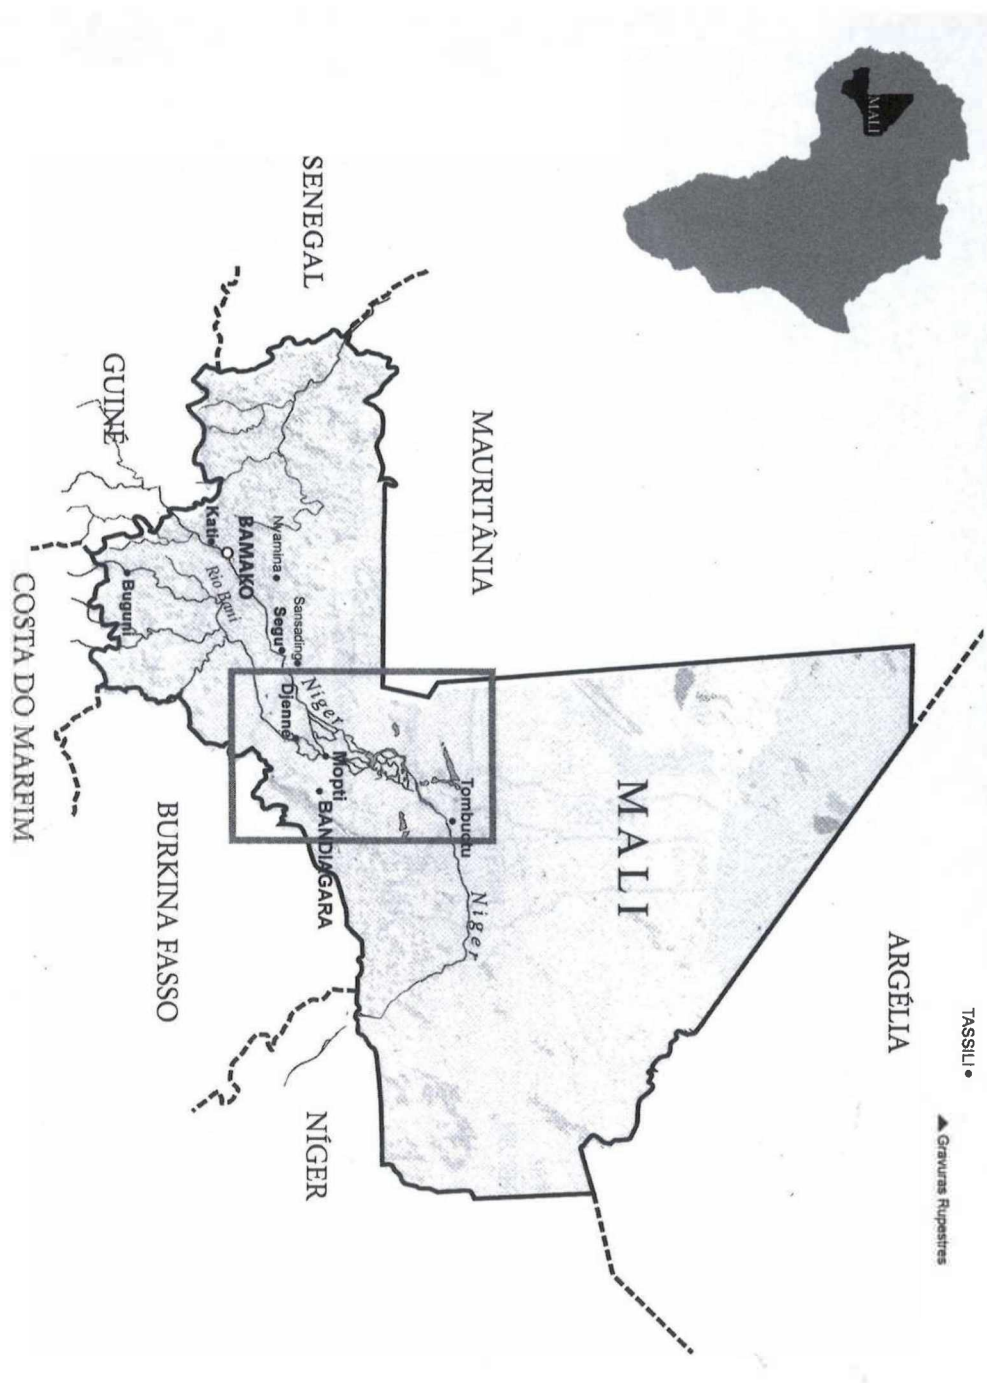 MALI
TASSILI
Gravuras Rupestres
ARGÉLIA
MAURITÂNIA
MALI
Niger
Tombuctu
SENEGAL
Nyamina
Sansading
Niger
Mopti
BANDIAGARA
Segu
Djenne
BAMAKO
Kati
Rio Bani
NÍGER
GUINÉ
Buguni
BURKINA FASSO
COSTA DO MARFIM